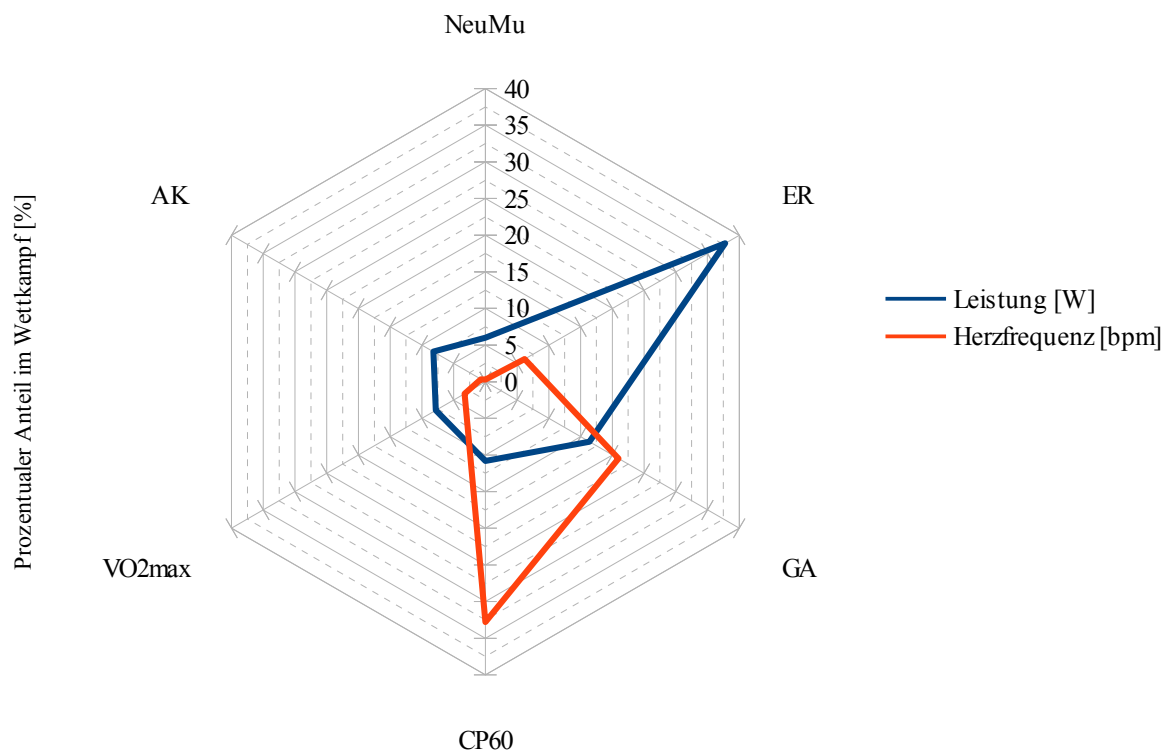 NeuMu
40
35
30
25
20
15
10
5
0
AK
ER
Prozentualer Anteil im Wettkampf [%]
Leistung [W]
Herzfrequenz [bpm]
VO2max
GA
CP60